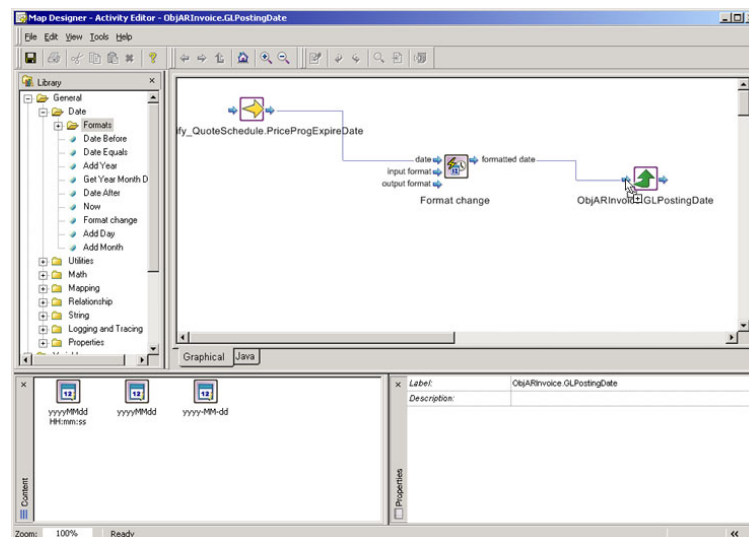 Map Designer - Activity Editor - ObjARInvoice.GLPostingDate
File Edit View Tools Help
Library
General
Date
Formats
Date Before
Date Equals
Add Year
Get Year Month D
Date After
Now
Format change
Add Day
Add Month
Utilities
Math
Mapping
Relationship
String
Logging and Tracing
Properties
ify_QuoteSchedule.PriceProgExpireDate
date
input format
output format
formatted date
Format change
ObjARInvoice.GLPostingDate
Graphical Java
Content
yyyyMMdd
HH:mm:ss
yyyyMMdd
yyyy-MM-dd
Properties
Label: ObjARInvoice.GLPostingDate
Description:
Zoom: 100% Ready